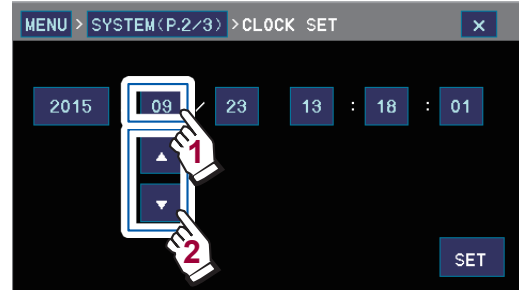 MENU > SYSTEM(P.2/3) > CLOCK SET ×
2015 09 / 23 13 : 18 : 01
▲ 1
▼
2
SET